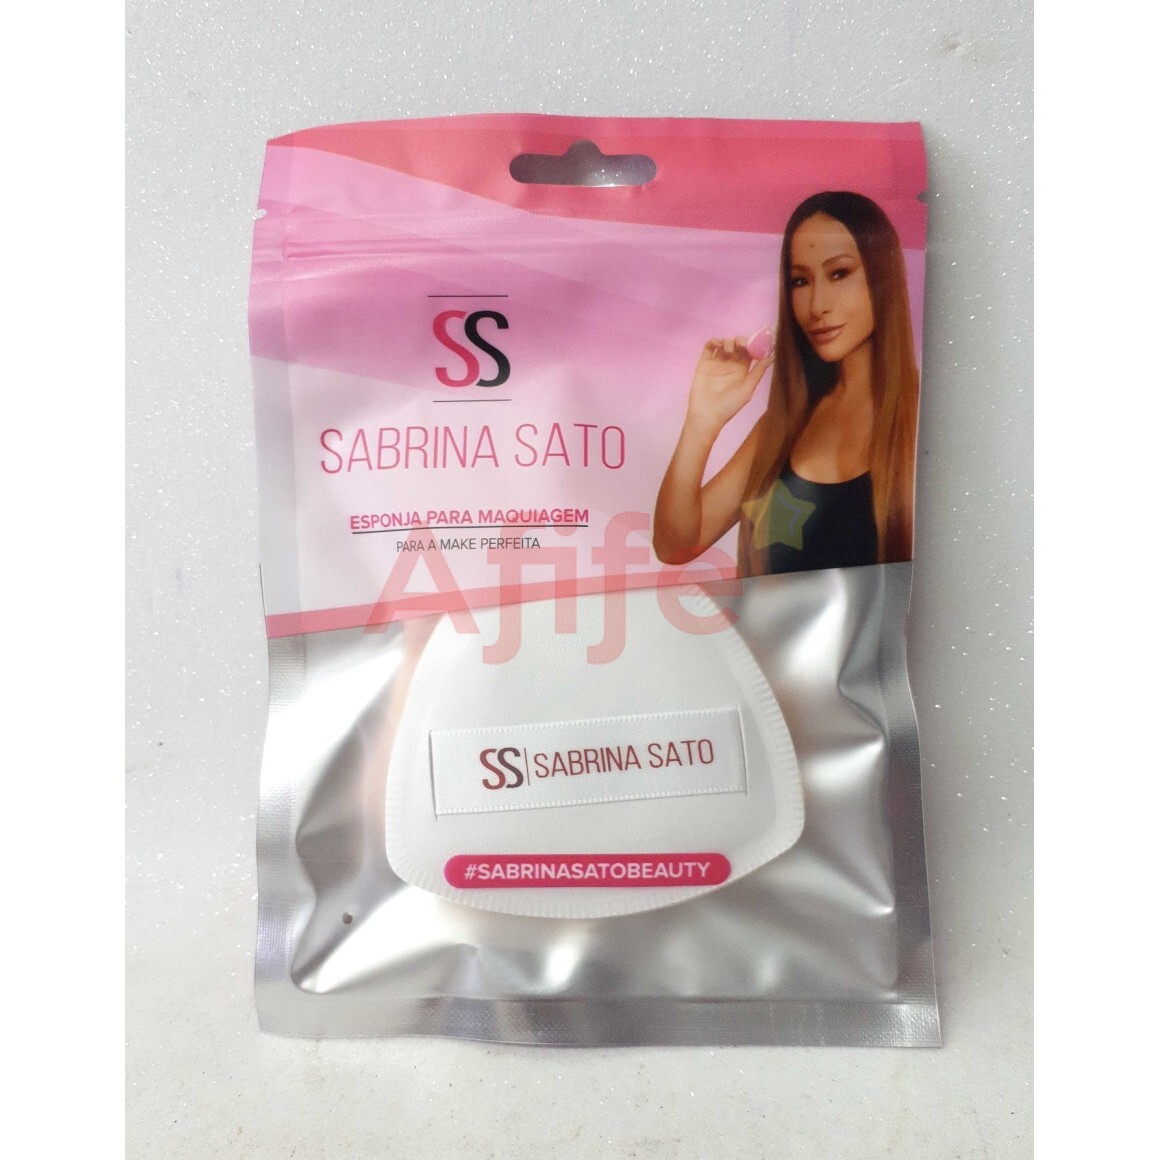 SS
SABRINA SATO
ESPONJA PARA MAQUIAGEM
PARA A MAKE PERFEITA
Afife
SS SABRINA SATO
#SABRINASATOBEAUTY